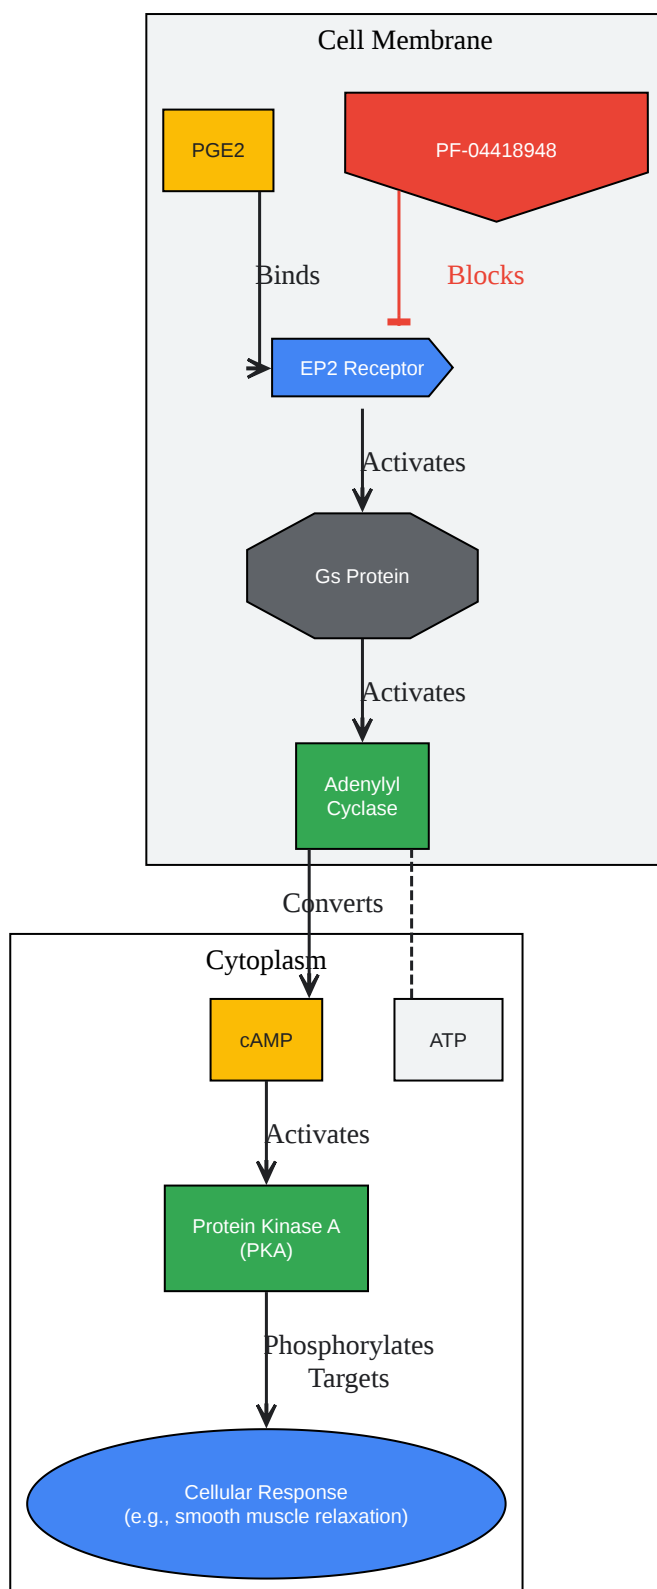 Cell Membrane
PGE2
PF-04418948
Binds
Blocks
EP2 Receptor
Activates
Gs Protein
Activates
Adenylyl
Cyclase
Converts
Cytoplasm
cAMP
ATP
Activates
Protein Kinase A
(PKA)
Phosphorylates
Targets
Cellular Response
(e.g., smooth muscle relaxation)